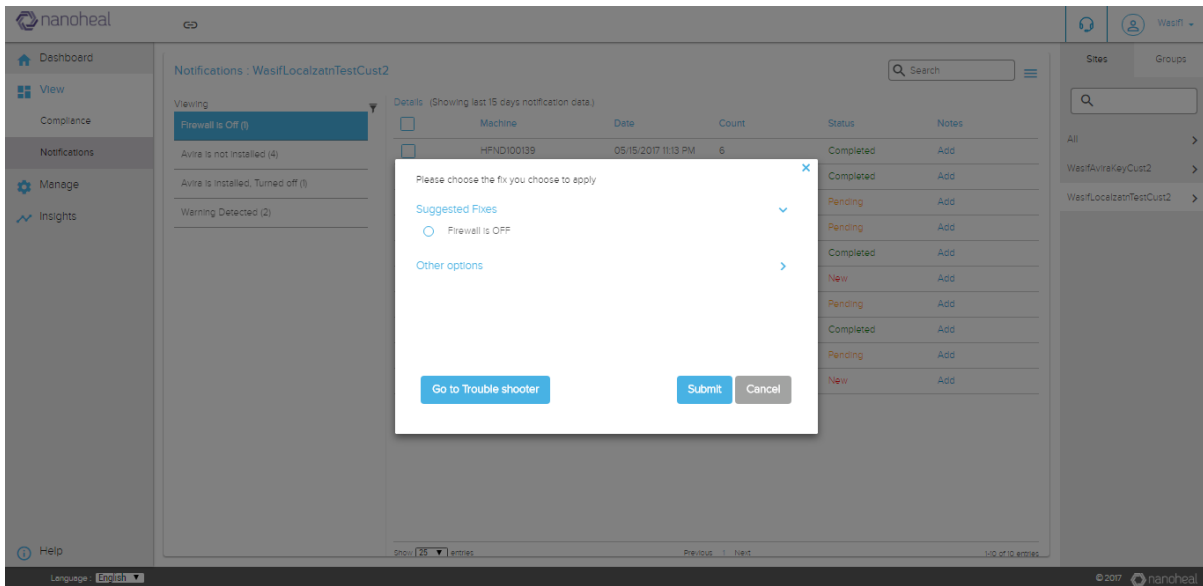 nanoheal
Wasif1
Dashboard
View
Compliance
Notifications
Manage
Insights
Help
Language : English
Notifications : WasifLocalzatnTestCust2
Search
Viewing
Firewall is Off (1)
Avira is not installed (4)
Avira is installed, Turned off (1)
Warning Detected (2)
Details (Showing last 15 days notification data.)
Machine Date Count Status Notes
HFND100139 05/15/2017 11:13 PM 6 Completed Add
Completed Add
Pending Add
Pending Add
Completed Add
New Add
Pending Add
Completed Add
Pending Add
New Add
Please choose the fix you choose to apply
Suggested Fixes
Firewall is OFF
Other options
Go to Trouble shooter Submit Cancel
Show 25 entries Previous | Next 1-10 of 10 entries
Sites Groups
All
WasifAviraKeyCust2
WasifLocalzatnTestCust2
© 2017 nanoheal